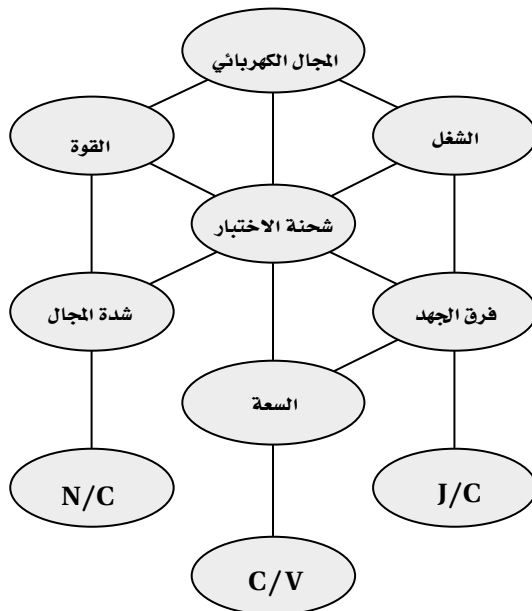 المجال الكهربائي
القوة
الشغل
شحنة الاختبار
شدة المجال
فرق الجهد
السعة
N/C
J/C
C/V